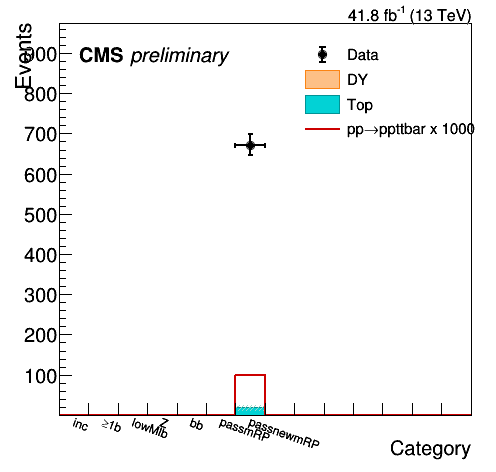 41.8 fb⁻¹ (13 TeV)
Events
CMS preliminary
Data
DY
Top
pp→ppttbar x 1000
900
800
700
600
500
400
300
200
100
inc
≥1b
lowMlb
Z
bb
passmRP
passnewmRP
Category